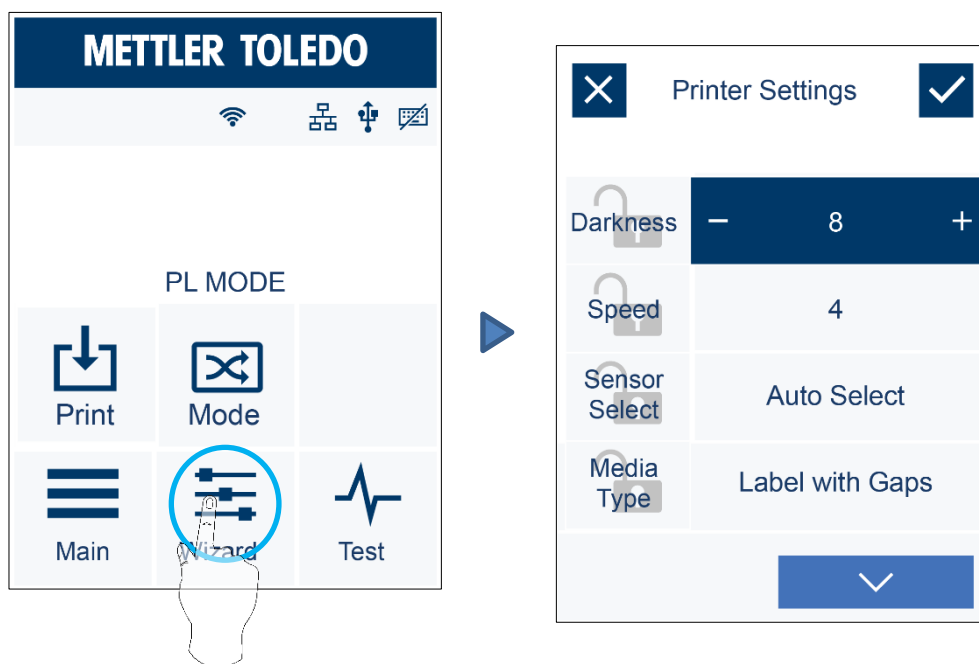 METTLER TOLEDO
PL MODE
Print
Mode
Main
Wizard
Test
Printer Settings
Darkness
− 8 +
Speed
4
Sensor
Select
Auto Select
Media
Type
Label with Gaps